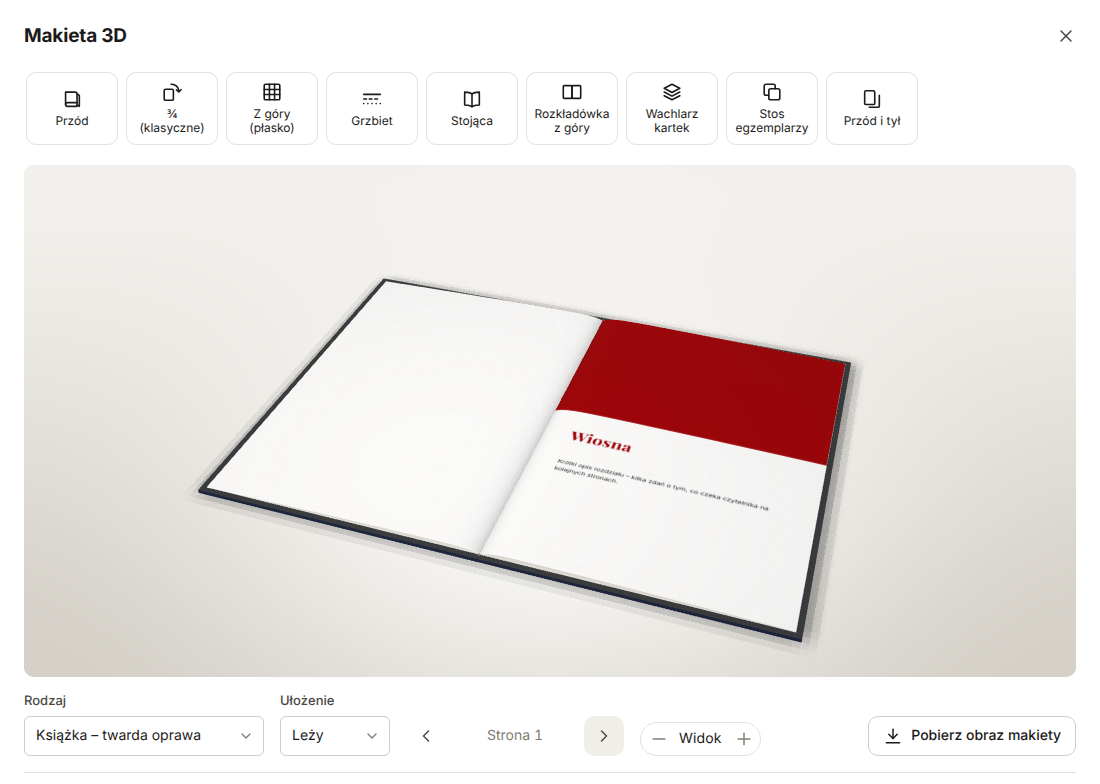 Makieta 3D
Przód
¾
(klasyczne)
Z góry
(płasko)
Grzbiet
Stojąca
Rozkładówka
z góry
Wachlarz
kartek
Stos
egzemplarzy
Przód i tył
Wiosna
Krótki opis rozdziału – kilka zdań o tym, co czeka czytelnika na
kolejnych stronach.
Rodzaj
Ułożenie
Książka – twarda oprawa
Leży
Strona 1
Widok
Pobierz obraz makiety